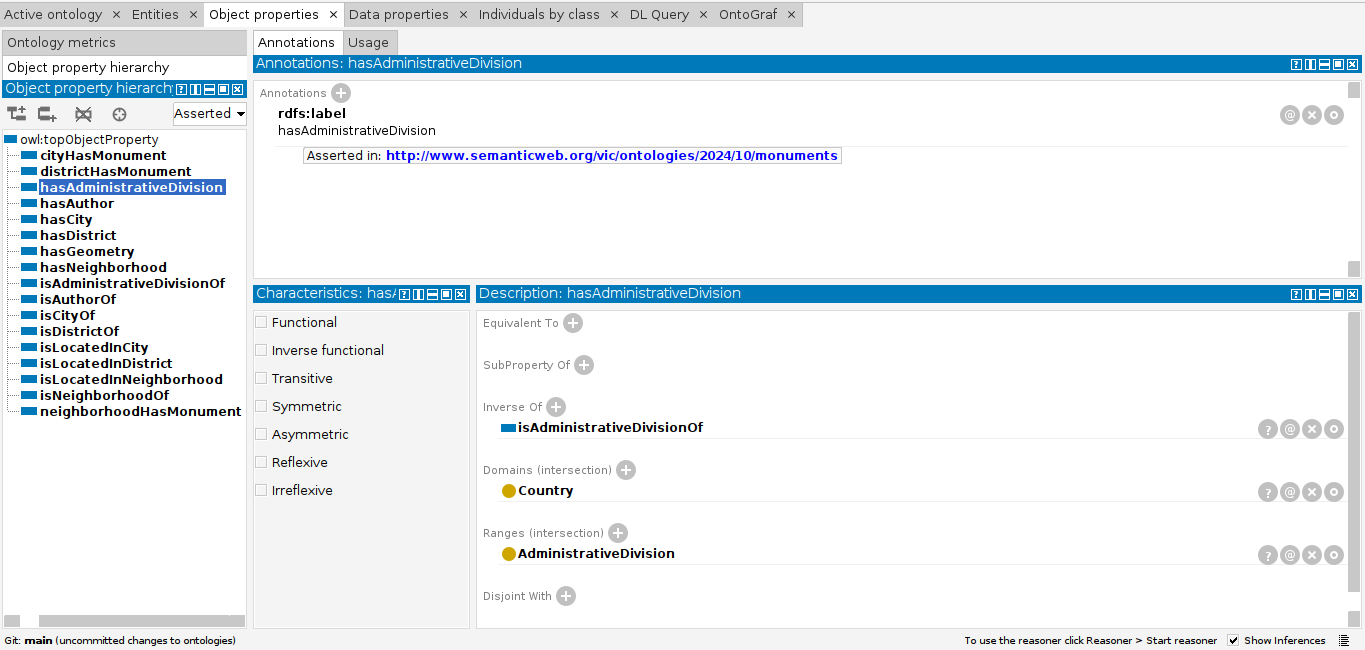 Active ontology × Entities × Object properties × Data properties × Individuals by class × DL Query × OntoGraf ×
Ontology metrics
Object property hierarchy
Object property hierarch
Asserted
owl:topObjectProperty
cityHasMonument
districtHasMonument
hasAdministrativeDivision
hasAuthor
hasCity
hasDistrict
hasGeometry
hasNeighborhood
isAdministrativeDivisionOf
isAuthorOf
isCityOf
isDistrictOf
isLocatedInCity
isLocatedInDistrict
isLocatedInNeighborhood
isNeighborhoodOf
neighborhoodHasMonument
Annotations Usage
Annotations: hasAdministrativeDivision
Annotations
rdfs:label
hasAdministrativeDivision
Asserted in: http://www.semanticweb.org/vic/ontologies/2024/10/monuments
Characteristics: has
Functional
Inverse functional
Transitive
Symmetric
Asymmetric
Reflexive
Irreflexive
Description: hasAdministrativeDivision
Equivalent To
SubProperty Of
Inverse Of
isAdministrativeDivisionOf
Domains (intersection)
Country
Ranges (intersection)
AdministrativeDivision
Disjoint With
Git: main (uncommitted changes to ontologies)
To use the reasoner click Reasoner > Start reasoner Show Inferences